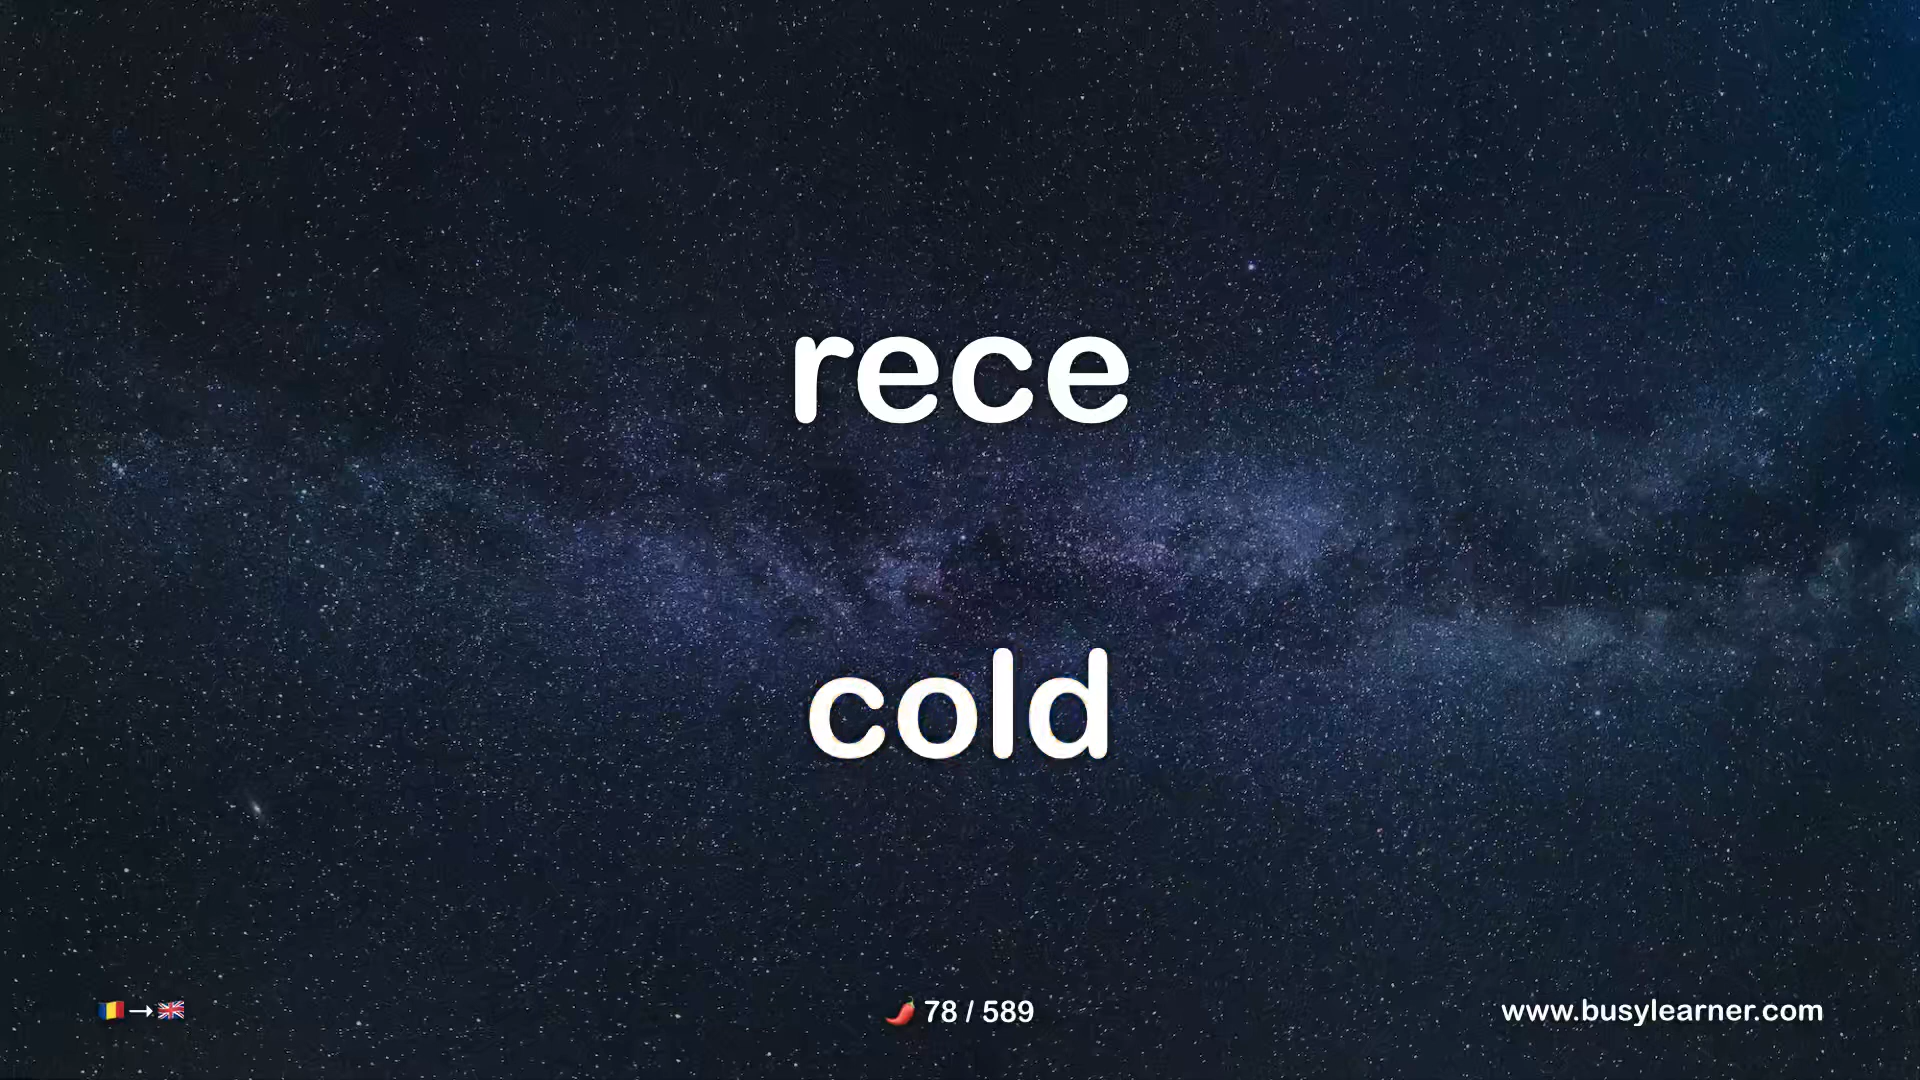 rece
cold
🇷🇴→🇬🇧
🌶️ 78 / 589
www.busylearner.com